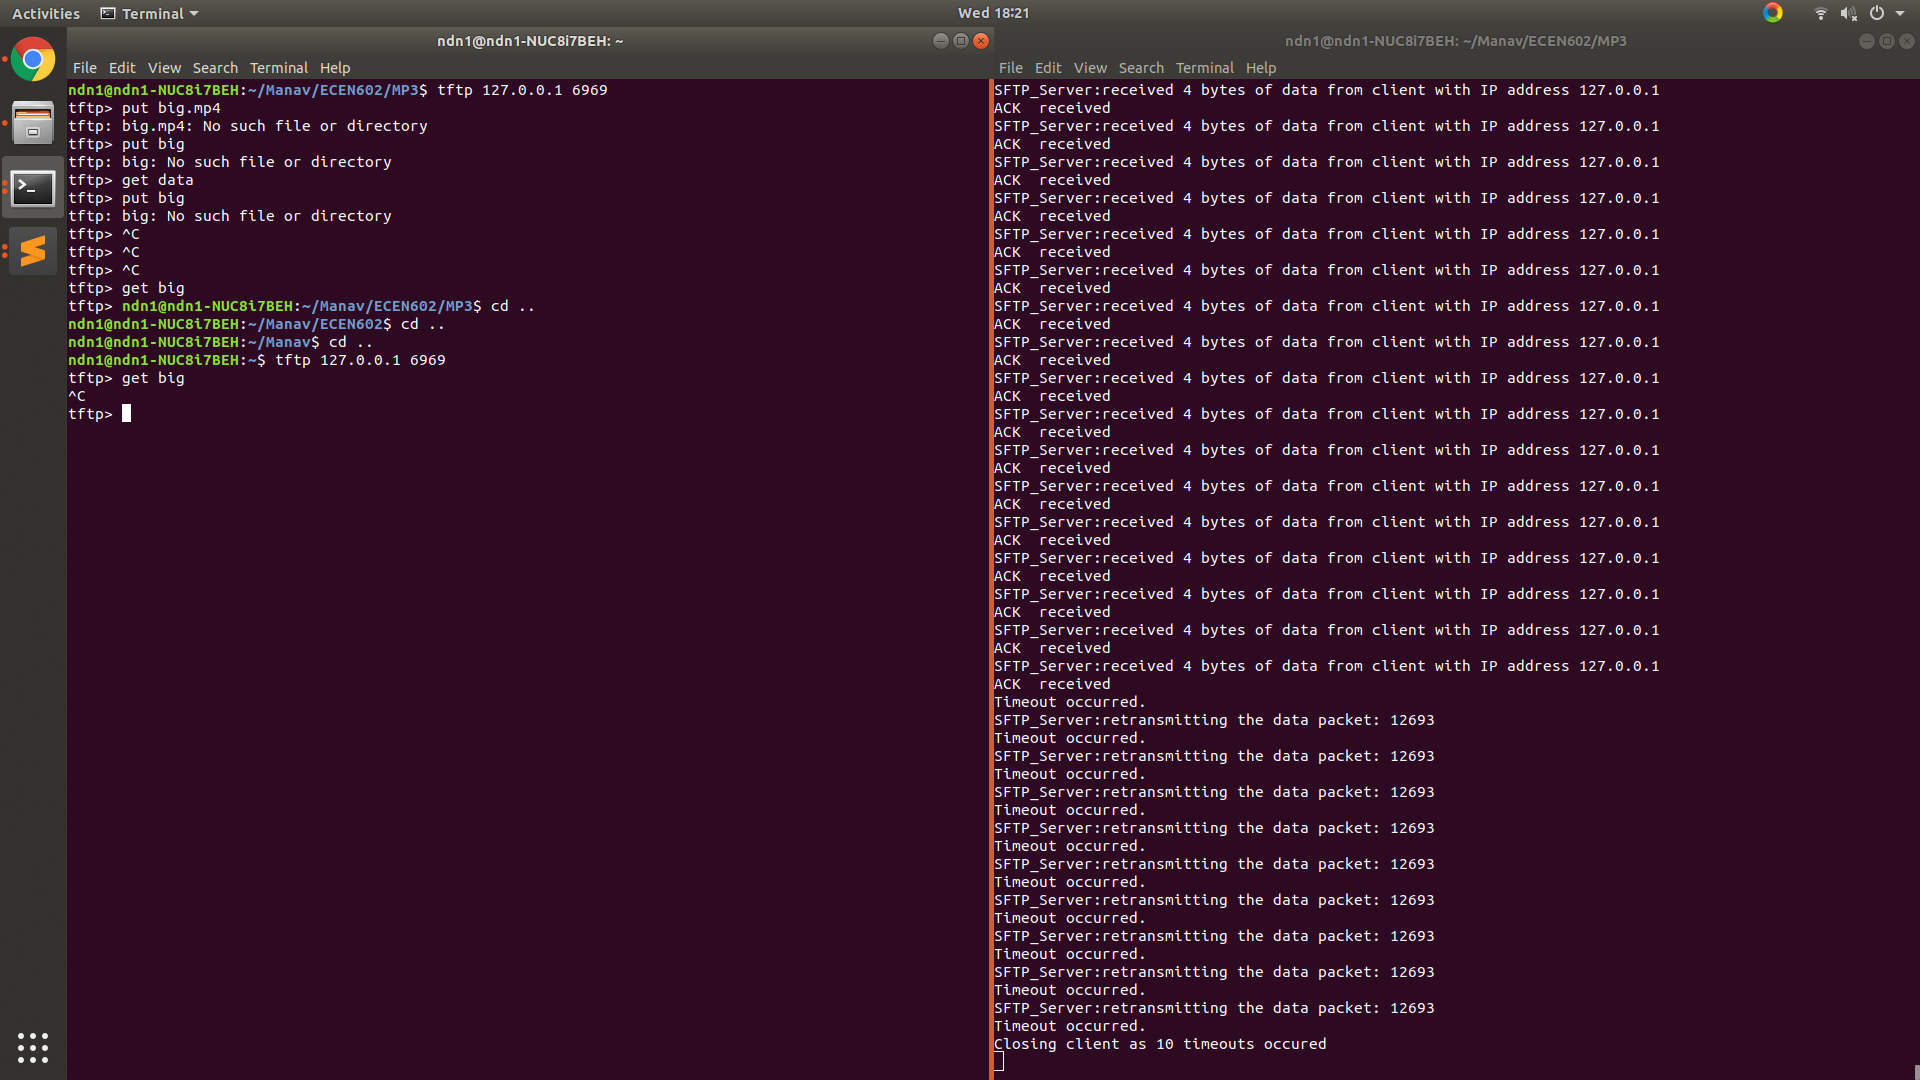 Activities Terminal Wed 18:21
ndn1@ndn1-NUC8i7BEH: ~
File Edit View Search Terminal Help
ndn1@ndn1-NUC8i7BEH:~/Manav/ECEN602/MP3$ tftp 127.0.0.1 6969
tftp> put big.mp4
tftp: big.mp4: No such file or directory
tftp> put big
tftp: big: No such file or directory
tftp> get data
tftp> put big
tftp: big: No such file or directory
tftp> ^C
tftp> ^C
tftp> ^C
tftp> get big
tftp> ndn1@ndn1-NUC8i7BEH:~/Manav/ECEN602/MP3$ cd ..
ndn1@ndn1-NUC8i7BEH:~/Manav/ECEN602$ cd ..
ndn1@ndn1-NUC8i7BEH:~/Manav$ cd ..
ndn1@ndn1-NUC8i7BEH:~$ tftp 127.0.0.1 6969
tftp> get big
^C
tftp>
ndn1@ndn1-NUC8i7BEH: ~/Manav/ECEN602/MP3
File Edit View Search Terminal Help
SFTP_Server:received 4 bytes of data from client with IP address 127.0.0.1
ACK  received
SFTP_Server:received 4 bytes of data from client with IP address 127.0.0.1
ACK  received
SFTP_Server:received 4 bytes of data from client with IP address 127.0.0.1
ACK  received
SFTP_Server:received 4 bytes of data from client with IP address 127.0.0.1
ACK  received
SFTP_Server:received 4 bytes of data from client with IP address 127.0.0.1
ACK  received
SFTP_Server:received 4 bytes of data from client with IP address 127.0.0.1
ACK  received
SFTP_Server:received 4 bytes of data from client with IP address 127.0.0.1
ACK  received
SFTP_Server:received 4 bytes of data from client with IP address 127.0.0.1
ACK  received
SFTP_Server:received 4 bytes of data from client with IP address 127.0.0.1
ACK  received
SFTP_Server:received 4 bytes of data from client with IP address 127.0.0.1
ACK  received
SFTP_Server:received 4 bytes of data from client with IP address 127.0.0.1
ACK  received
SFTP_Server:received 4 bytes of data from client with IP address 127.0.0.1
ACK  received
SFTP_Server:received 4 bytes of data from client with IP address 127.0.0.1
ACK  received
SFTP_Server:received 4 bytes of data from client with IP address 127.0.0.1
ACK  received
SFTP_Server:received 4 bytes of data from client with IP address 127.0.0.1
ACK  received
SFTP_Server:received 4 bytes of data from client with IP address 127.0.0.1
ACK  received
SFTP_Server:received 4 bytes of data from client with IP address 127.0.0.1
ACK  received
Timeout occurred.
SFTP_Server:retransmitting the data packet: 12693
Timeout occurred.
SFTP_Server:retransmitting the data packet: 12693
Timeout occurred.
SFTP_Server:retransmitting the data packet: 12693
Timeout occurred.
SFTP_Server:retransmitting the data packet: 12693
Timeout occurred.
SFTP_Server:retransmitting the data packet: 12693
Timeout occurred.
SFTP_Server:retransmitting the data packet: 12693
Timeout occurred.
SFTP_Server:retransmitting the data packet: 12693
Timeout occurred.
SFTP_Server:retransmitting the data packet: 12693
Timeout occurred.
SFTP_Server:retransmitting the data packet: 12693
Timeout occurred.
Closing client as 10 timeouts occured